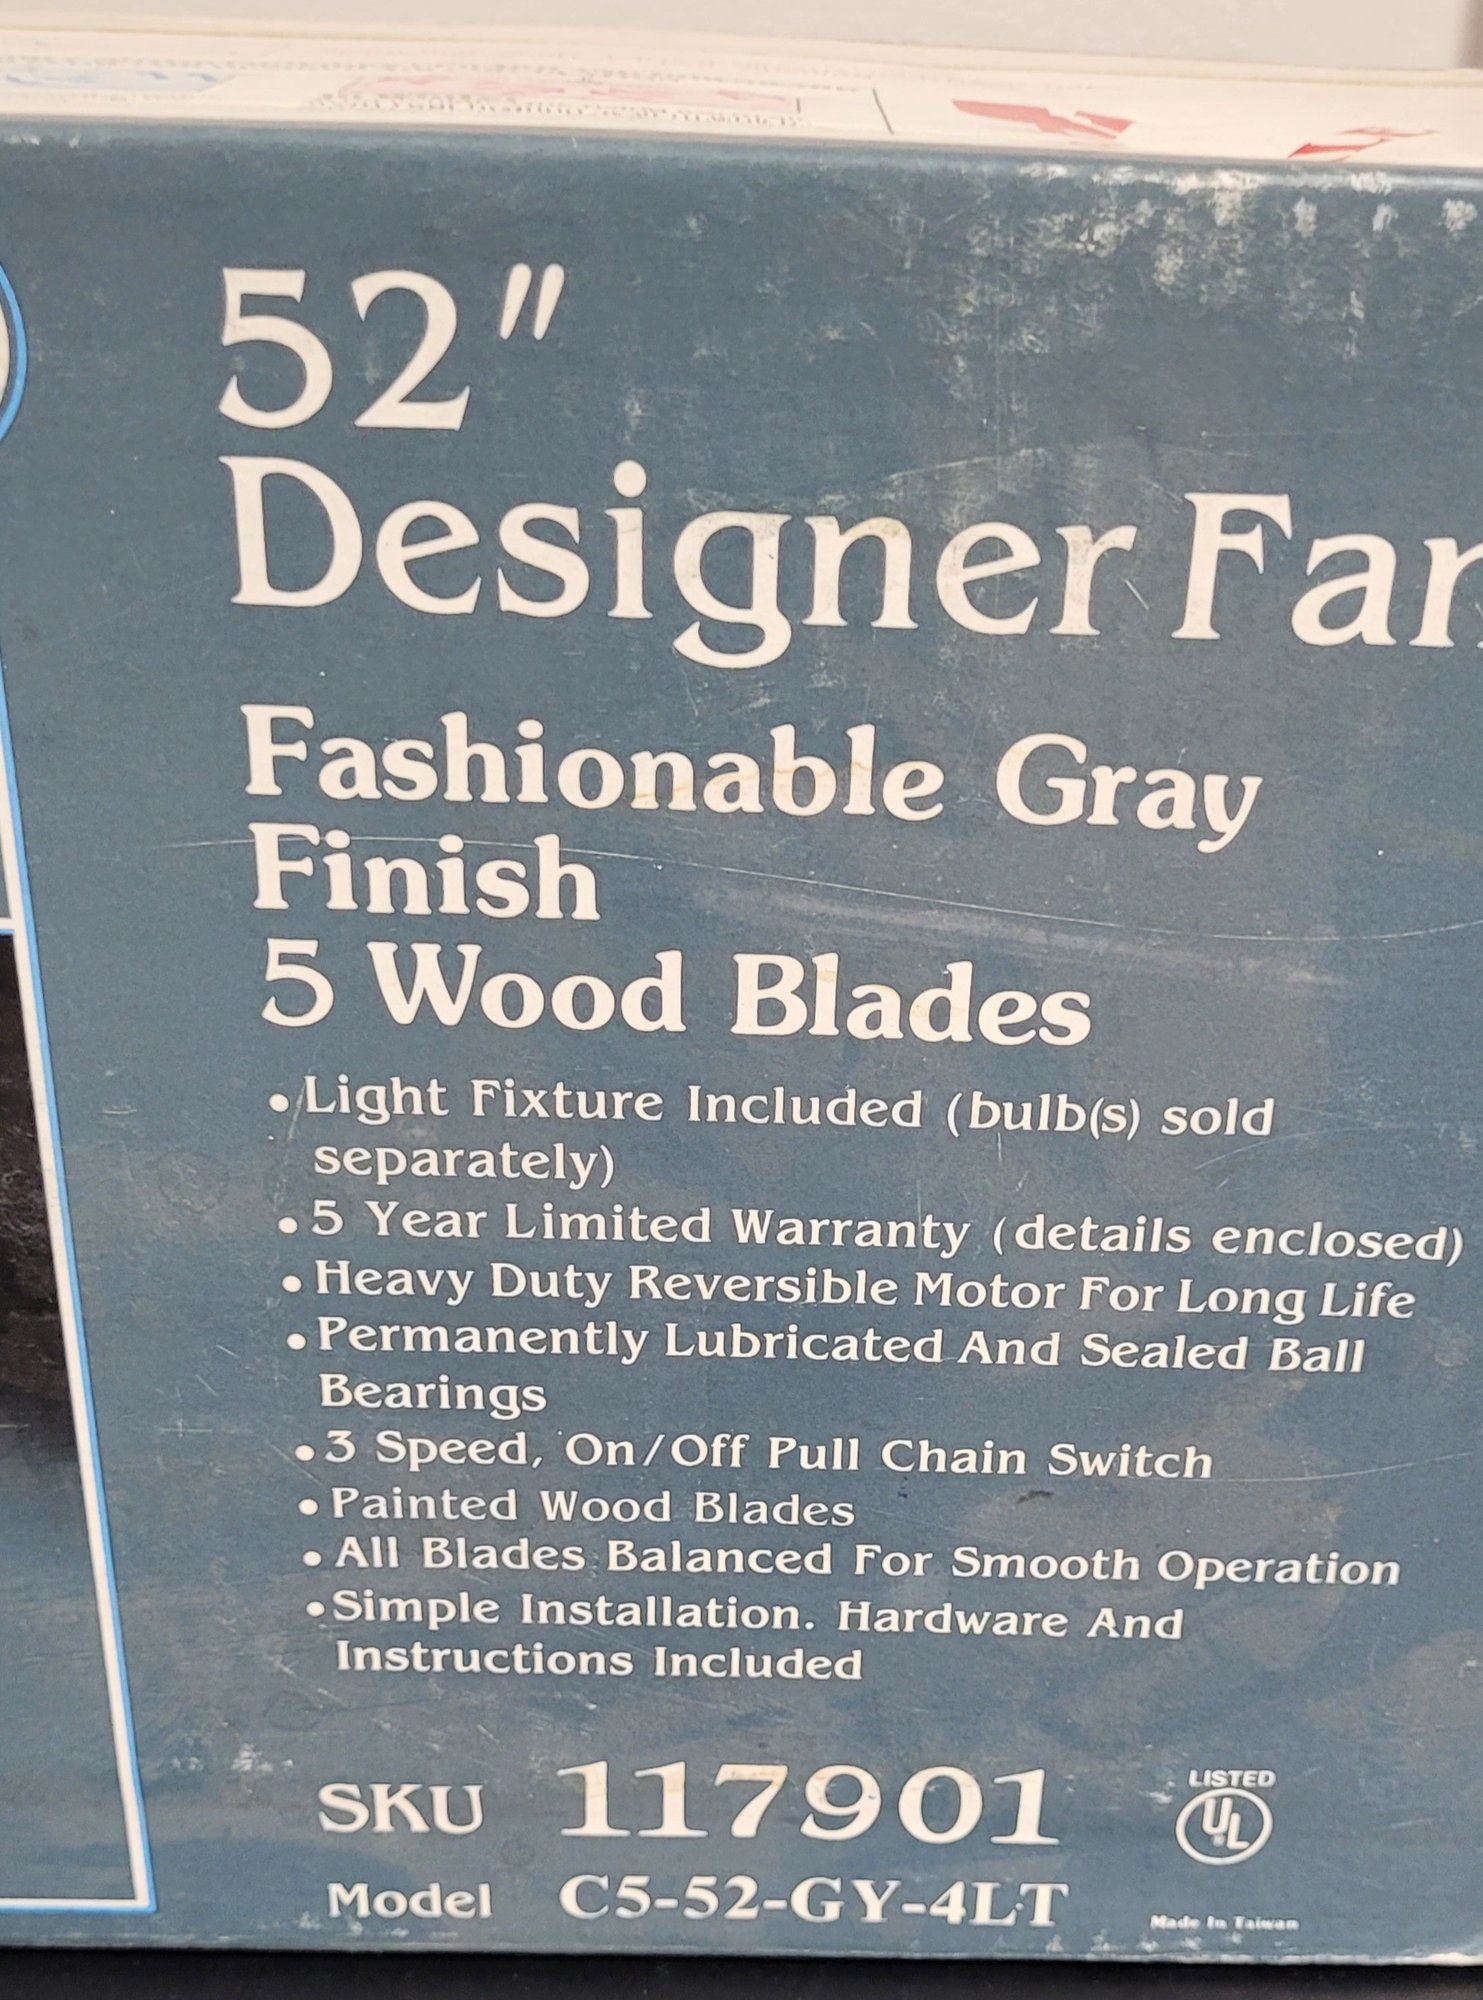 52"
Designer Fan
Fashionable Gray
Finish
5 Wood Blades
• Light Fixture Included (bulb(s) sold
separately)
• 5 Year Limited Warranty (details enclosed)
• Heavy Duty Reversible Motor For Long Life
• Permanently Lubricated And Sealed Ball
Bearings
• 3 Speed, On/Off Pull Chain Switch
• Painted Wood Blades
• All Blades Balanced For Smooth Operation
• Simple Installation. Hardware And
Instructions Included
SKU 117901
LISTED
UL
Model C5-52-GY-4LT
Made In Taiwan